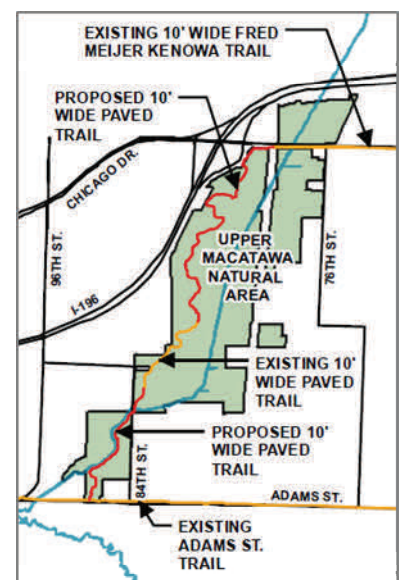 EXISTING 10' WIDE FRED
MEIJER KENOWA TRAIL
PROPOSED 10'
WIDE PAVED
TRAIL
CHICAGO DR.
96TH ST.
I-196
UPPER
MACATAWA
NATURAL
AREA
76TH ST.
EXISTING 10'
WIDE PAVED
TRAIL
PROPOSED 10'
WIDE PAVED
TRAIL
84TH ST.
ADAMS ST.
EXISTING
ADAMS ST.
TRAIL